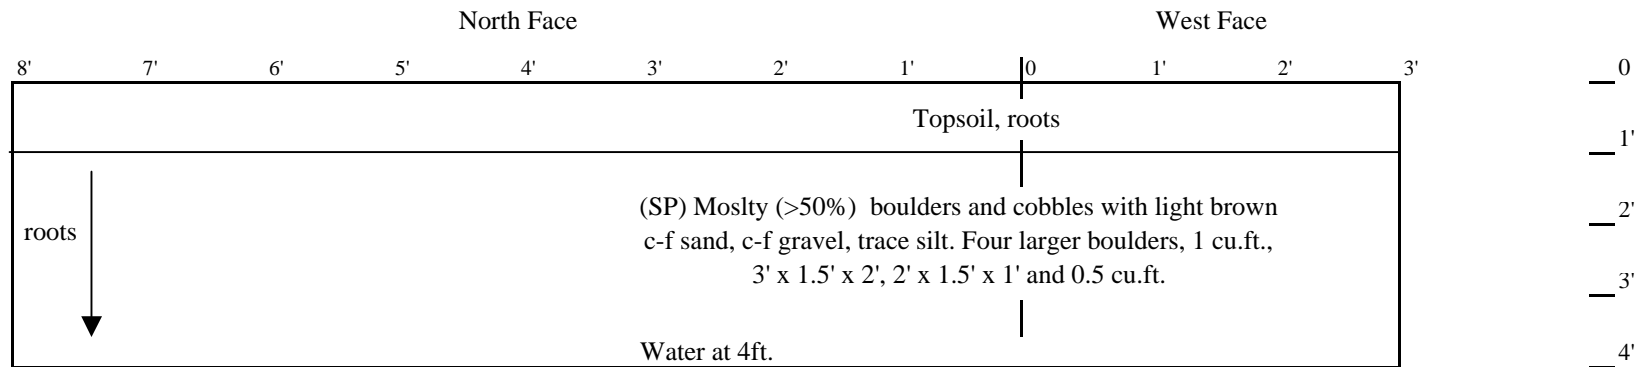 North Face West Face
8' 7' 6' 5' 4' 3' 2' 1' 0 1' 2' 3' 0
Topsoil, roots
1'
(SP) Moslty (>50%) boulders and cobbles with light brown
2'
roots
c-f sand, c-f gravel, trace silt. Four larger boulders, 1 cu.ft.,
3' x 1.5' x 2', 2' x 1.5' x 1' and 0.5 cu.ft.
3'
Water at 4ft.
4'